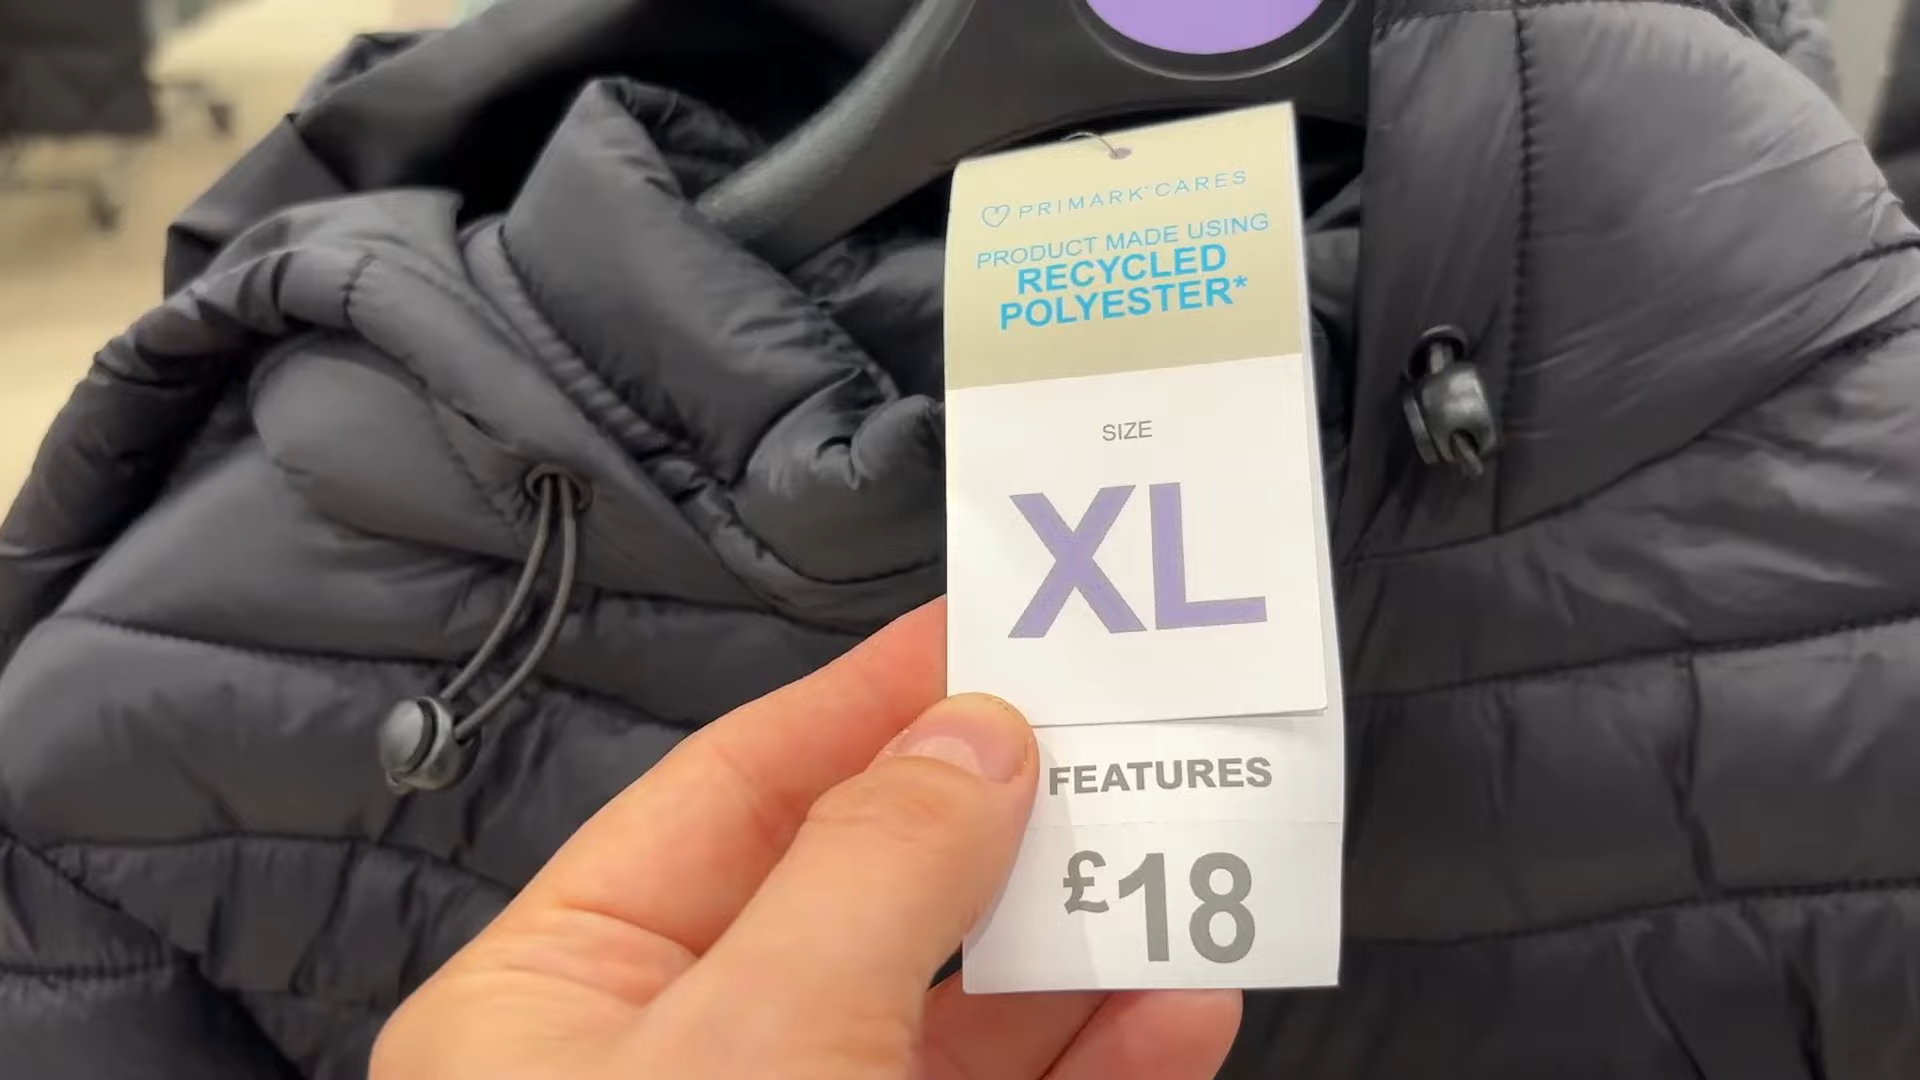 PRIMARK® CARES
PRODUCT MADE USING
RECYCLED
POLYESTER*
SIZE
XL
FEATURES
£18